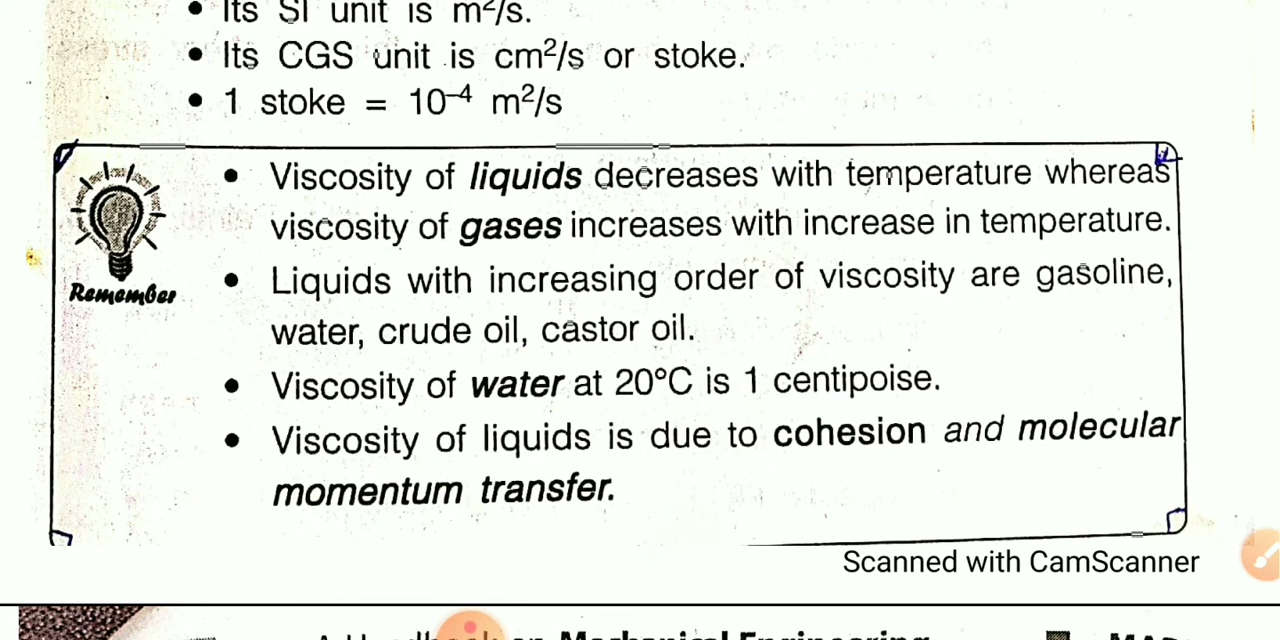 • Its SI unit is m²/s.
• Its CGS unit is cm²/s or stoke.
• 1 stoke = 10⁻⁴ m²/s
• Viscosity of liquids decreases with temperature whereas
viscosity of gases increases with increase in temperature.
Remember
• Liquids with increasing order of viscosity are gasoline,
water, crude oil, castor oil.
• Viscosity of water at 20°C is 1 centipoise.
• Viscosity of liquids is due to cohesion and molecular
momentum transfer.
Scanned with CamScanner
A Handbook on Mechanical Engineering